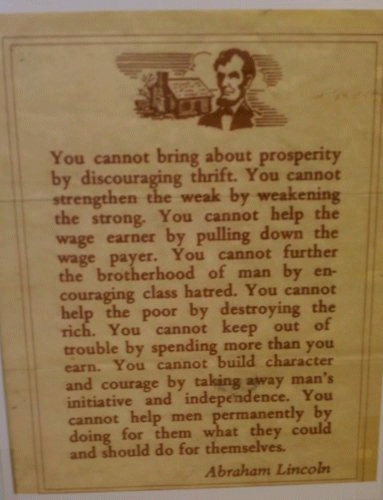 You cannot bring about prosperity
by discouraging thrift. You cannot
strengthen the weak by weakening
the strong. You cannot help the
wage earner by pulling down the
wage payer. You cannot further
the brotherhood of man by en-
couraging class hatred. You cannot
help the poor by destroying the
rich. You cannot keep out of
trouble by spending more than you
earn. You cannot build character
and courage by taking away man's
initiative and independence. You
cannot help men permanently by
doing for them what they could
and should do for themselves.
Abraham Lincoln